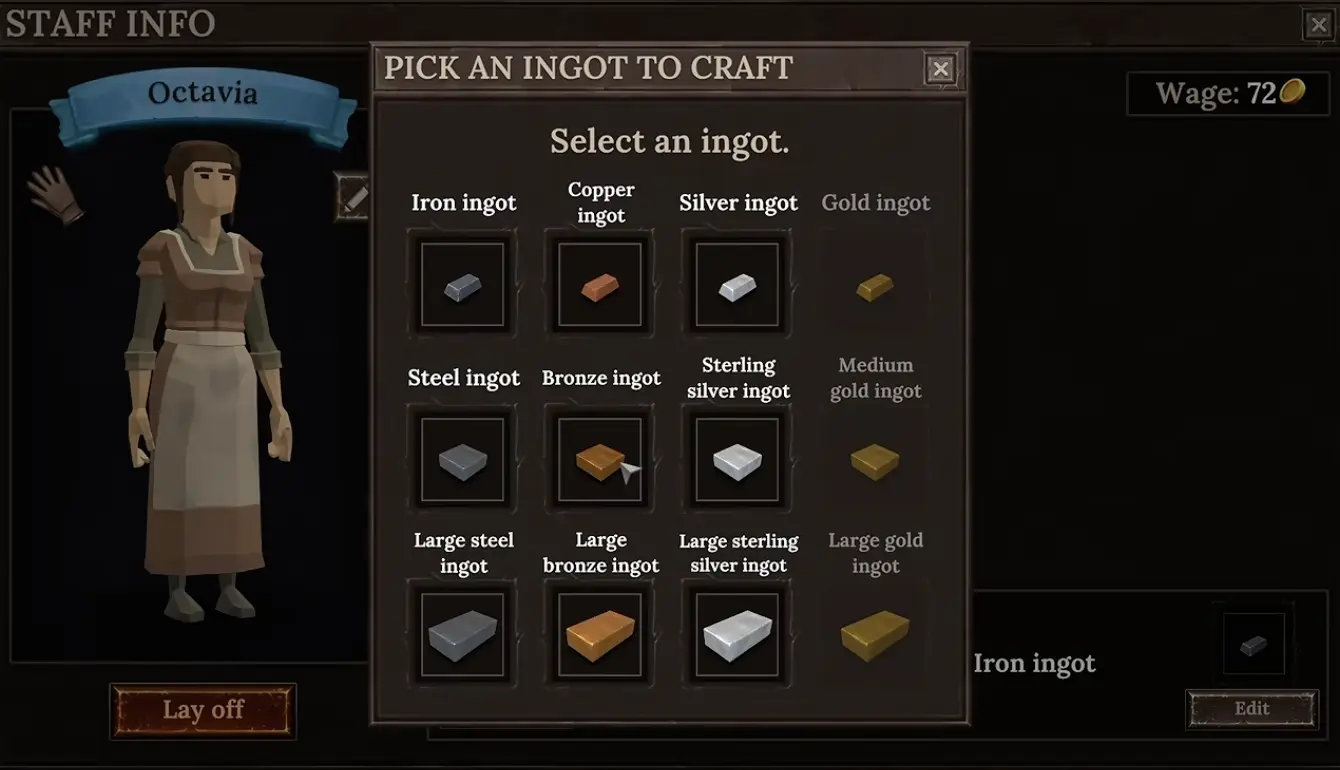 STAFF INFO
Octavia
PICK AN INGOT TO CRAFT
Wage: 72
Select an ingot.
Iron ingot
Copper
ingot
Silver ingot
Gold ingot
Steel ingot
Bronze ingot
Sterling
silver ingot
Medium
gold ingot
Large steel
ingot
Large
bronze ingot
Large sterling
silver ingot
Large gold
ingot
Iron ingot
Lay off
Edit